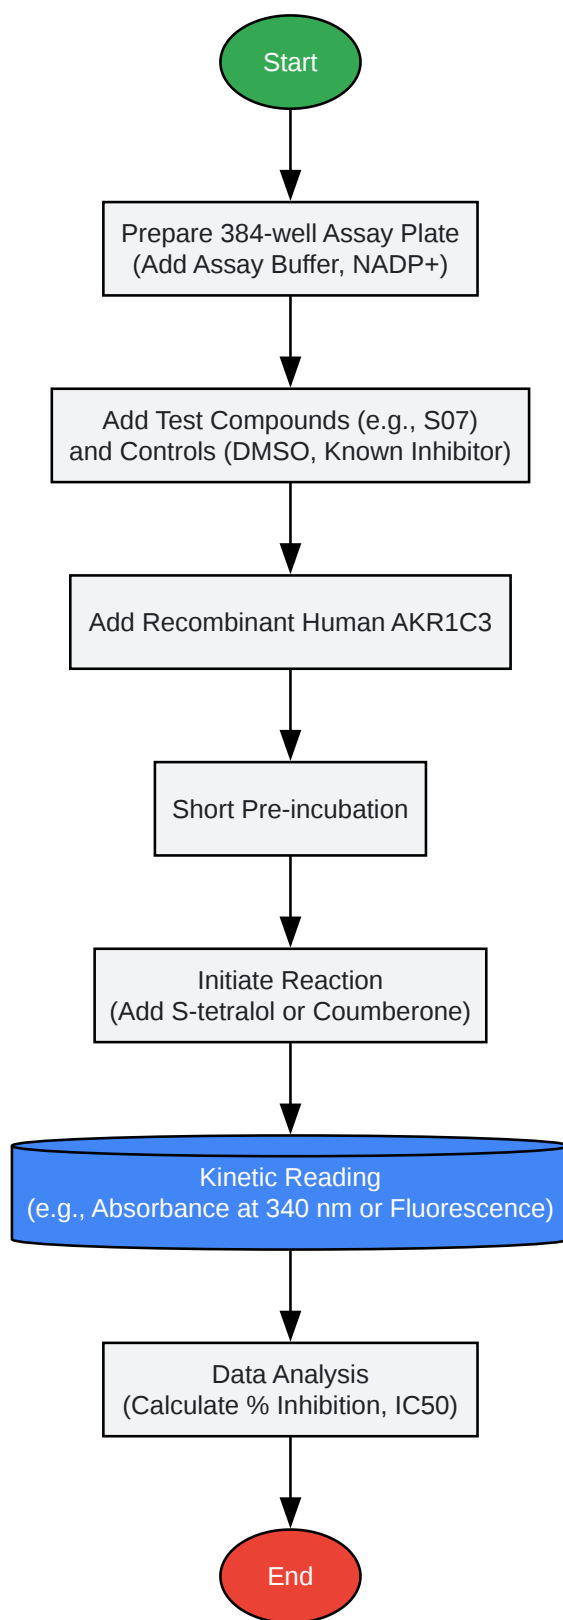 Start
Prepare 384-well Assay Plate
(Add Assay Buffer, NADP+)
Add Test Compounds (e.g., S07)
and Controls (DMSO, Known Inhibitor)
Add Recombinant Human AKR1C3
Short Pre-incubation
Initiate Reaction
(Add S-tetralol or Coumberone)
Kinetic Reading
(e.g., Absorbance at 340 nm or Fluorescence)
Data Analysis
(Calculate % Inhibition, IC50)
End